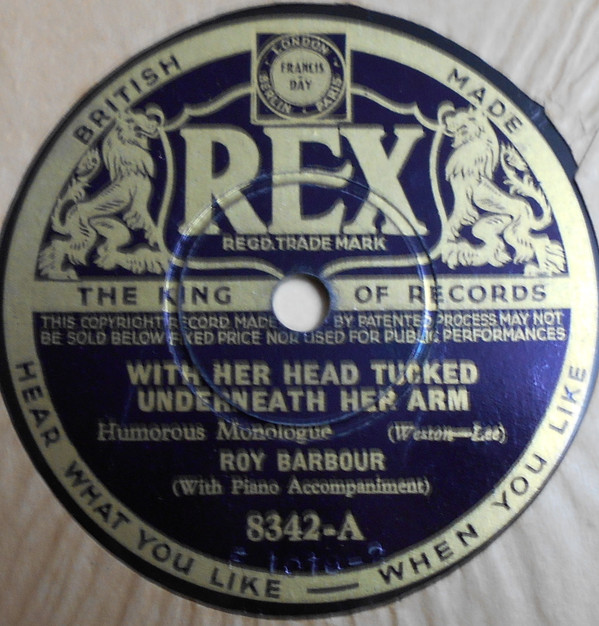 BRITISH MADE
LONDON
FRANCIS
DAY
BERLIN PARIS
REX
REGD. TRADE MARK
THE KING OF RECORDS
THIS COPYRIGHT RECORD MADE BY PATENTED PROCESS MAY NOT
BE SOLD BELOW FIXED PRICE NOR USED FOR PUBLIC PERFORMANCES
WITH HER HEAD TUCKED
UNDERNEATH HER ARM
Humorous Monologue (Weston—Lee)
ROY BARBOUR
(With Piano Accompaniment)
8342-A
HEAR WHAT YOU LIKE — WHEN YOU LIKE